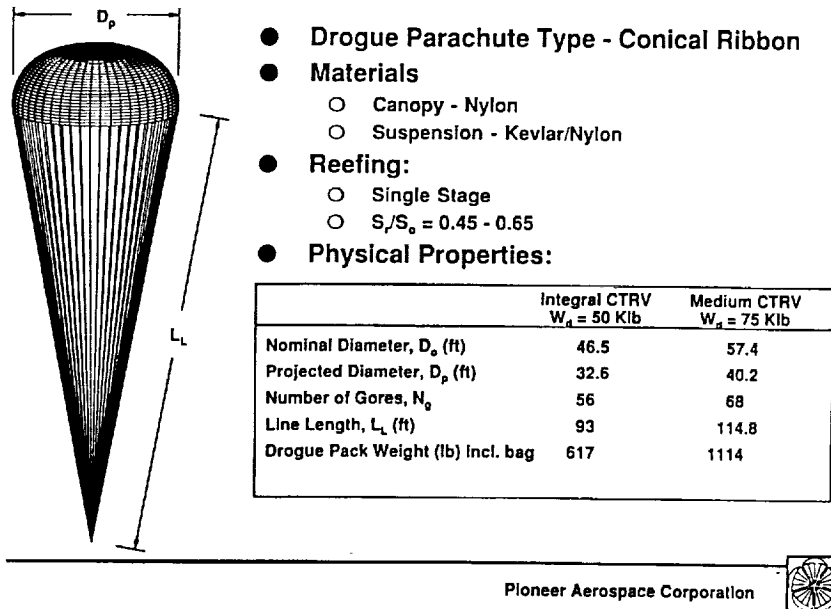 Dₚ
Lʟ
● Drogue Parachute Type - Conical Ribbon
● Materials
○ Canopy - Nylon
○ Suspension - Kevlar/Nylon
● Reefing:
○ Single Stage
○ Sᵣ/Sₒ = 0.45 - 0.65
● Physical Properties:
Integral CTRV Medium CTRV
W_d = 50 Klb W_d = 75 Klb
Nominal Diameter, Dₒ (ft) 46.5 57.4
Projected Diameter, Dₚ (ft) 32.6 40.2
Number of Gores, N_g 56 68
Line Length, Lʟ (ft) 93 114.8
Drogue Pack Weight (lb) incl. bag 617 1114
Pioneer Aerospace Corporation